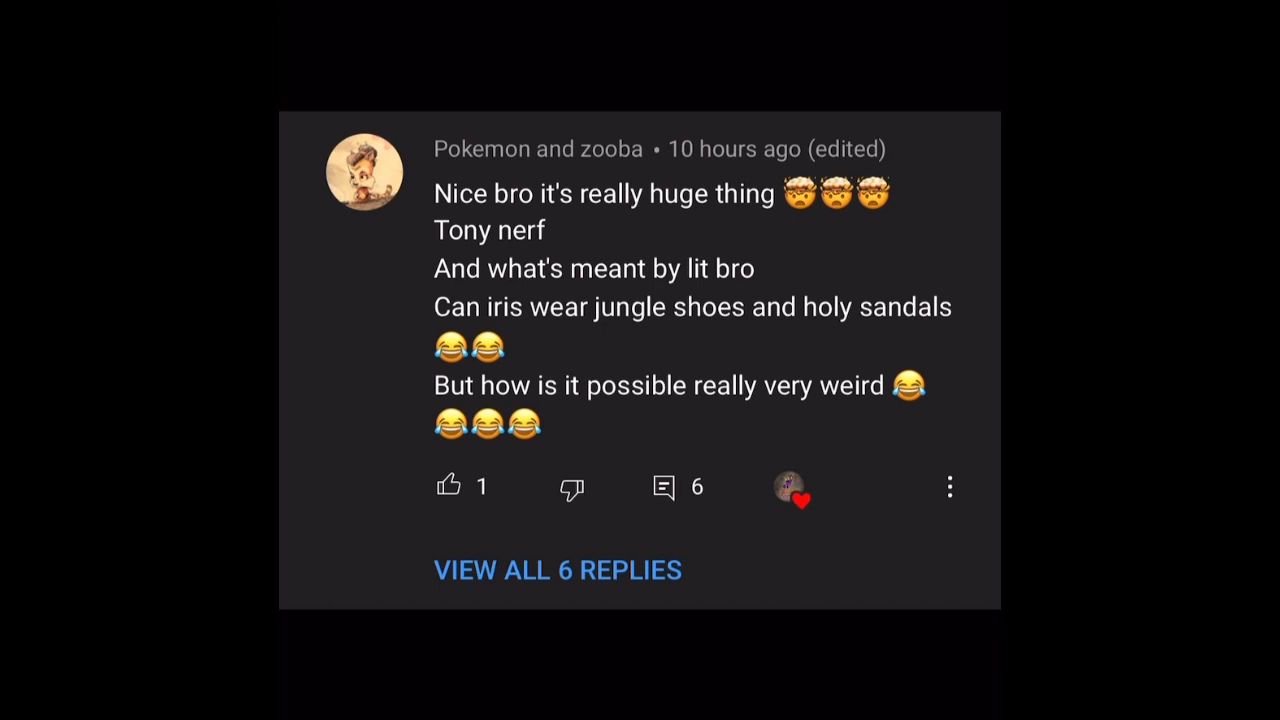 Pokemon and zooba • 10 hours ago (edited)
Nice bro it's really huge thing 🤯🤯🤯
Tony nerf
And what's meant by lit bro
Can iris wear jungle shoes and holy sandals
😂😂
But how is it possible really very weird 😂
😂😂😂
1 6
VIEW ALL 6 REPLIES